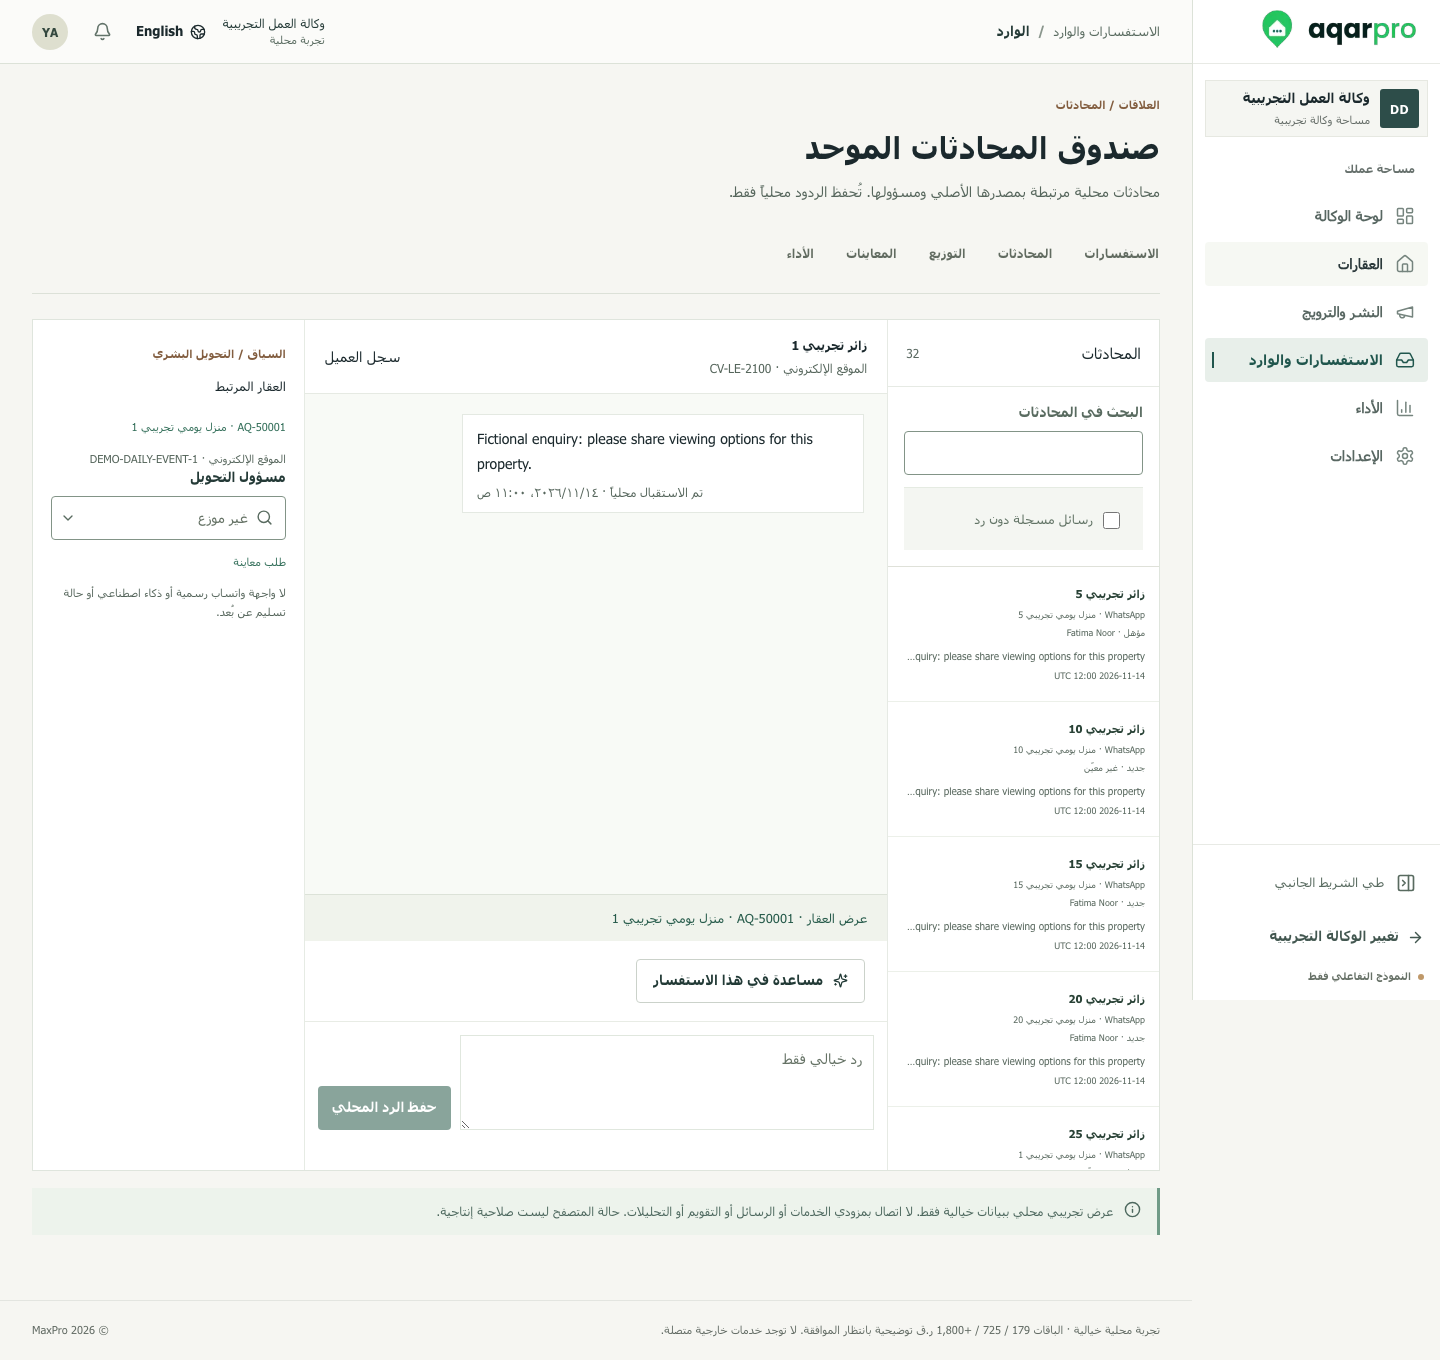 aqarpro
DD
وكالة العمل التجريبية
مساحة وكالة تجريبية
مساحة عملك
لوحة الوكالة
العقارات
النشر والترويج
الاستفسارات والوارد
الأداء
الإعدادات
طي الشريط الجانبي
تغيير الوكالة التجريبية
النموذج التفاعلي فقط
الاستفسارات والوارد / الوارد
وكالة العمل التجريبية
تجربة محلية
English
YA
العلاقات / المحادثات
صندوق المحادثات الموحد
محادثات محلية مرتبطة بمصدرها الأصلي ومسؤولها. تُحفظ الردود محلياً فقط.
الاستفسارات
المحادثات
التوزيع
المعاينات
الأداء
المحادثات
32
البحث في المحادثات
رسائل مسجلة دون رد
زائر تجريبي 5
WhatsApp · منزل يومي تجريبي 5
مؤهل · Fatima Noor
...quiry: please share viewing options for this property
UTC 12:00 2026-11-14
زائر تجريبي 10
WhatsApp · منزل يومي تجريبي 10
جديد · غير معيّن
...quiry: please share viewing options for this property
UTC 12:00 2026-11-14
زائر تجريبي 15
WhatsApp · منزل يومي تجريبي 15
جديد · Fatima Noor
...quiry: please share viewing options for this property
UTC 12:00 2026-11-14
زائر تجريبي 20
WhatsApp · منزل يومي تجريبي 20
جديد · Fatima Noor
...quiry: please share viewing options for this property
UTC 12:00 2026-11-14
زائر تجريبي 25
WhatsApp · منزل يومي تجريبي 1
زائر تجريبي 1
الموقع الإلكتروني · CV-LE-2100
سجل العميل
Fictional enquiry: please share viewing options for this
property.
تم الاستقبال محلياً · ٢٠٢٦/١١/١٤، ١١:٠٠ ص
عرض العقار · AQ-50001 · منزل يومي تجريبي 1
مساعدة في هذا الاستفسار
رد خيالي فقط
حفظ الرد المحلي
السياق / التحويل البشري
العقار المرتبط
AQ-50001 · منزل يومي تجريبي 1
الموقع الإلكتروني · DEMO-DAILY-EVENT-1
مسؤول التحويل
غير موزع
طلب معاينة
لا واجهة واتساب رسمية أو ذكاء اصطناعي أو حالة
تسليم عن بُعد.
عرض تجريبي محلي ببيانات خيالية فقط. لا اتصال بمزودي الخدمات أو الرسائل أو التقويم أو التحليلات. حالة المتصفح ليست صلاحية إنتاجية.
تجربة محلية خيالية · الباقات 179 / 725 / +1,800 ر.ق توضيحية بانتظار الموافقة. لا توجد خدمات خارجية متصلة.
© 2026 MaxPro